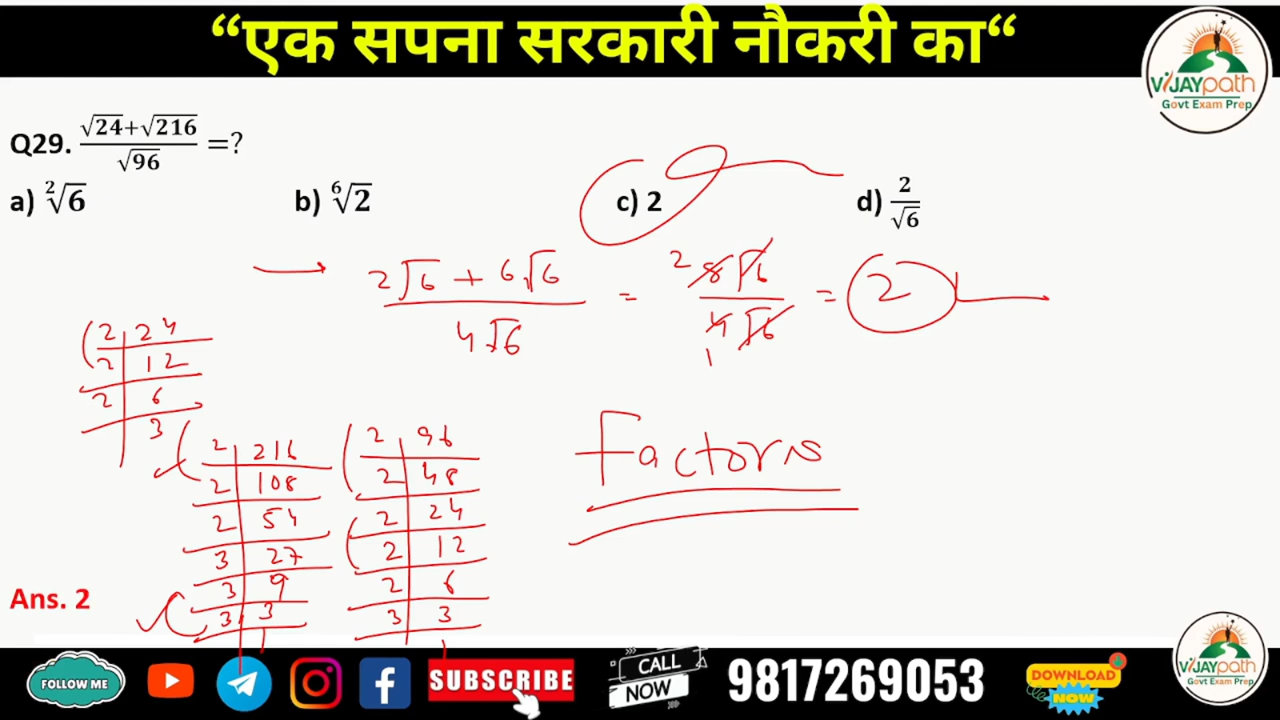 “एक सपना सरकारी नौकरी का“
VIJAYpath
Govt Exam Prep
Q29. (√24+√216)/√96 =?
a) ²√6 b) ⁶√2 c) 2 d) 2/√6
(2√6 + 6√6)/(4√6) = (8√6)/(4√6) = 2
2
1
2 24
2 12
2 6
3
2 216
2 108
2 54
3 27
3 9
3 3
1
2 96
2 48
2 24
2 12
2 6
3 3
1
Factors
Ans. 2
VIJAYpath
Govt Exam Prep
FOLLOW ME
SUBSCRIBE
CALL
NOW
9817269053
DOWNLOAD
NOW